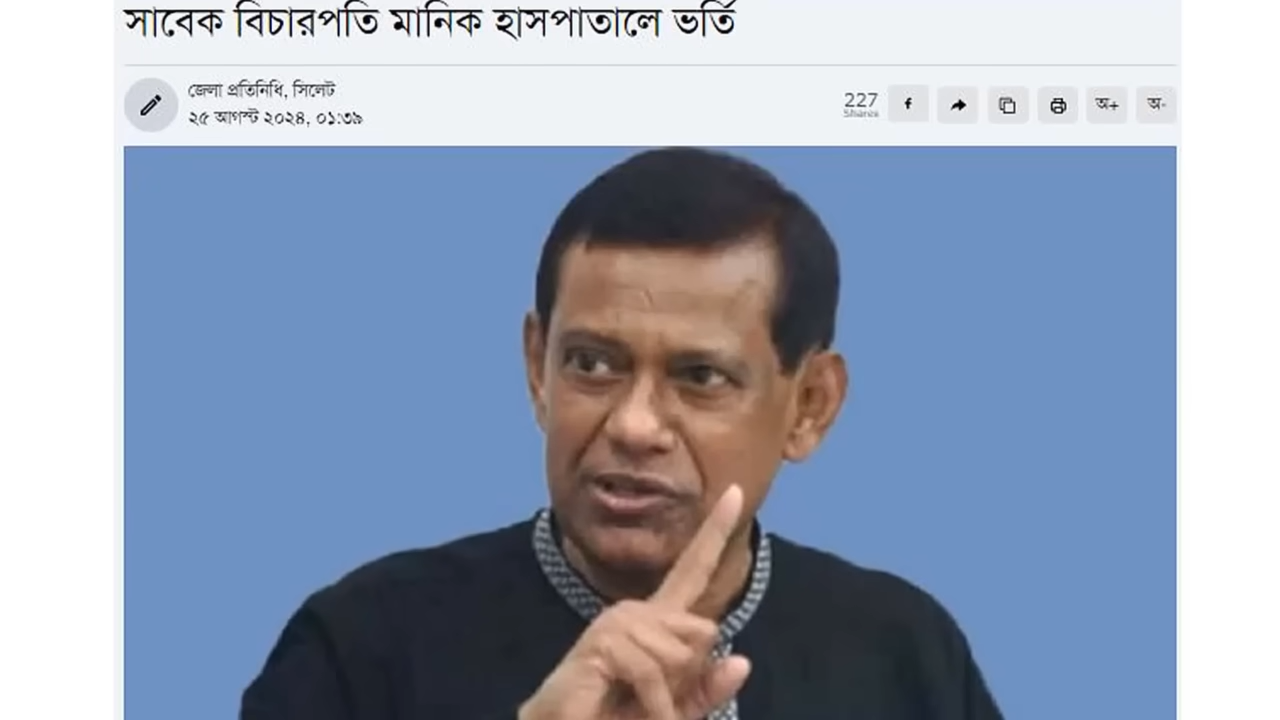 সাবেক বিচারপতি মানিক হাসপাতালে ভর্তি
জেলা প্রতিনিধি, সিলেট
২৫ আগস্ট ২০২৪, ০১:৩৯
227
Shares
f
অ+
অ-